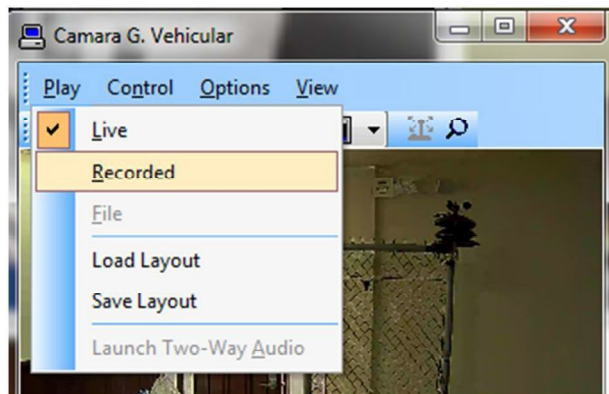 Camara G. Vehicular
Play Control Options View
Live
Recorded
File
Load Layout
Save Layout
Launch Two-Way Audio